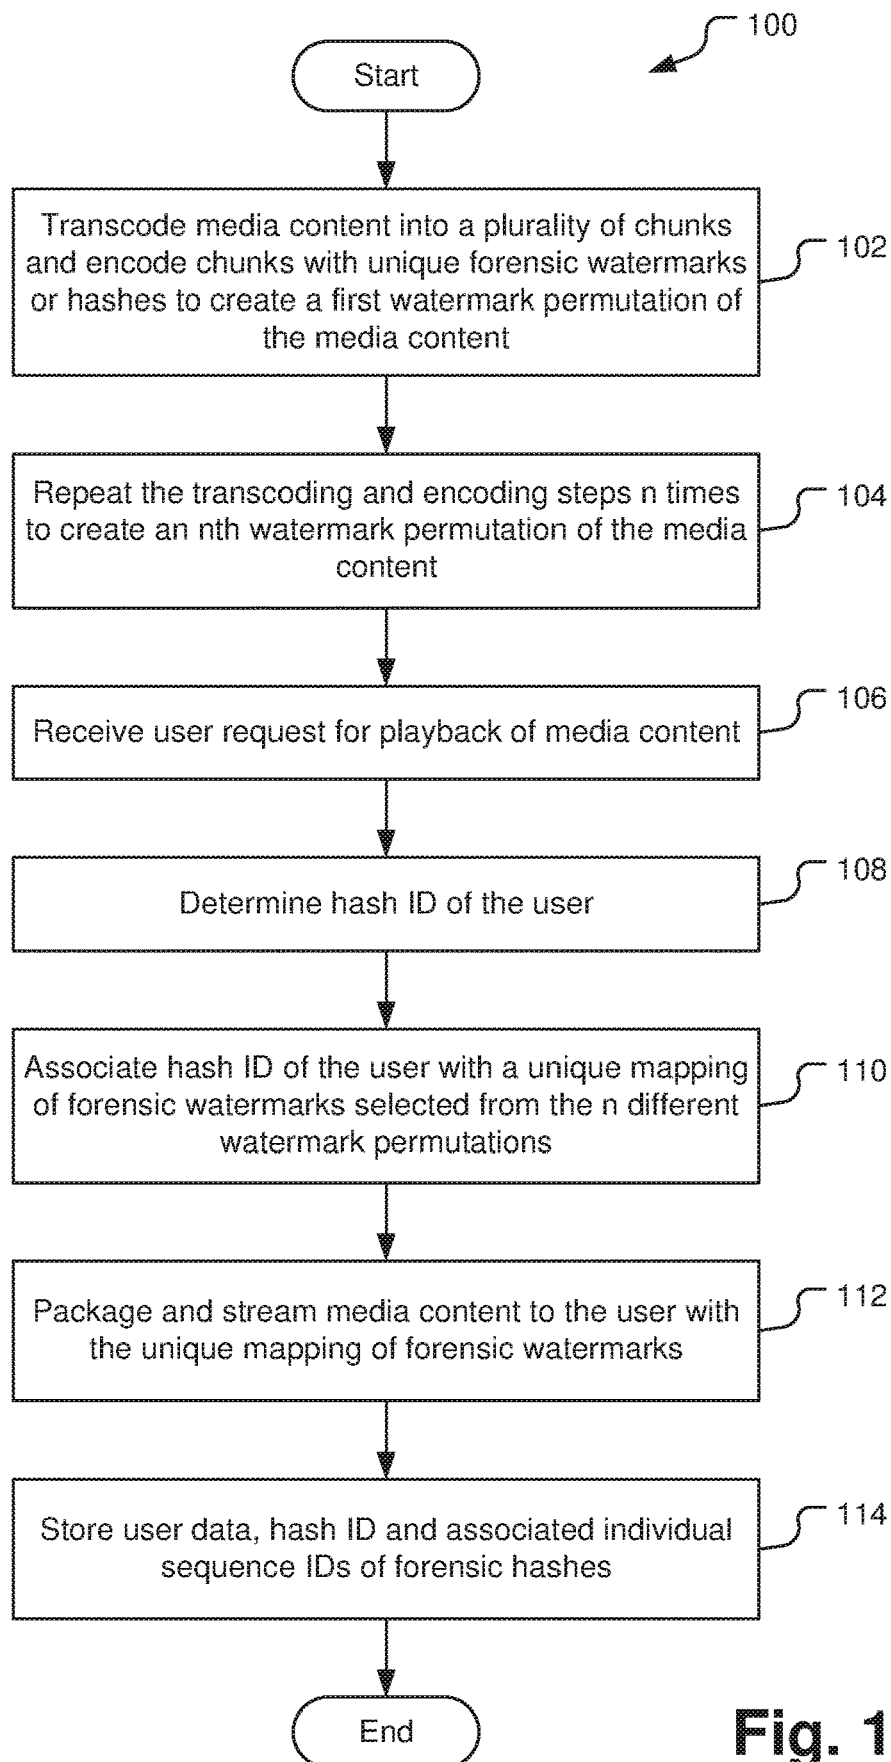 100
Start
Transcode media content into a plurality of chunks
and encode chunks with unique forensic watermarks
or hashes to create a first watermark permutation of
the media content
102
Repeat the transcoding and encoding steps n times
to create an nth watermark permutation of the media
content
104
Receive user request for playback of media content
106
Determine hash ID of the user
108
Associate hash ID of the user with a unique mapping
of forensic watermarks selected from the n different
watermark permutations
110
Package and stream media content to the user with
the unique mapping of forensic watermarks
112
Store user data, hash ID and associated individual
sequence IDs of forensic hashes
114
End
Fig. 1